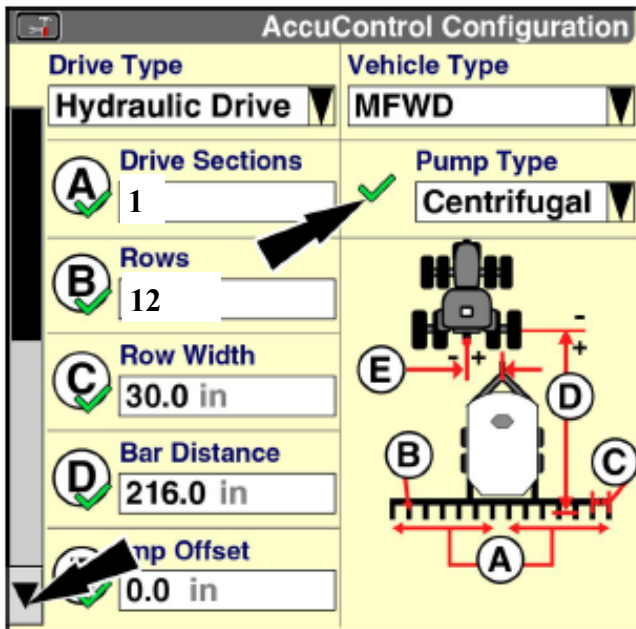 AccuControl Configuration
Drive Type
Vehicle Type
Hydraulic Drive
MFWD
A
Drive Sections
1
Pump Type
Centrifugal
B
Rows
12
C
Row Width
30.0 in
D
Bar Distance
216.0 in
mp Offset
0.0 in
- +
- +
E
D
B
C
A